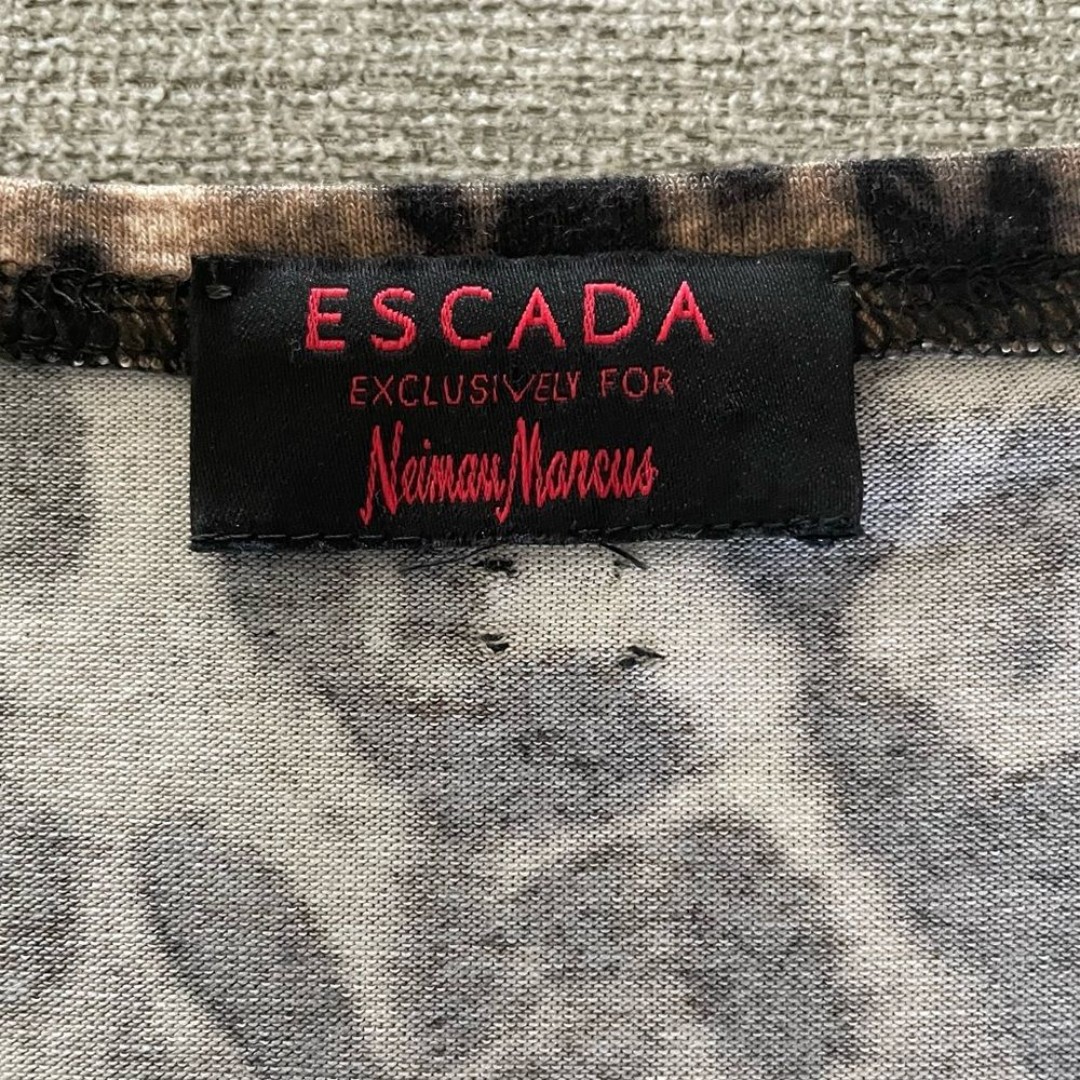 ESCADA
EXCLUSIVELY FOR
Neiman Marcus